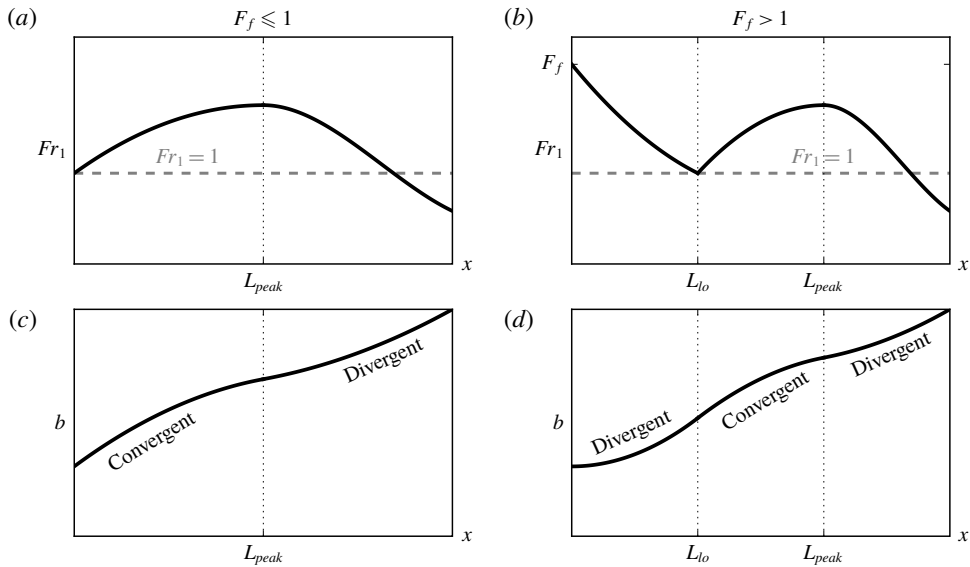 (a) F_f ⩽ 1
Fr_1
Fr_1 = 1
L_peak
x
(b) F_f > 1
F_f
Fr_1
Fr_1 = 1
L_lo
L_peak
x
(c)
b
Convergent
Divergent
L_peak
x
(d)
b
Divergent
Convergent
Divergent
L_lo
L_peak
x